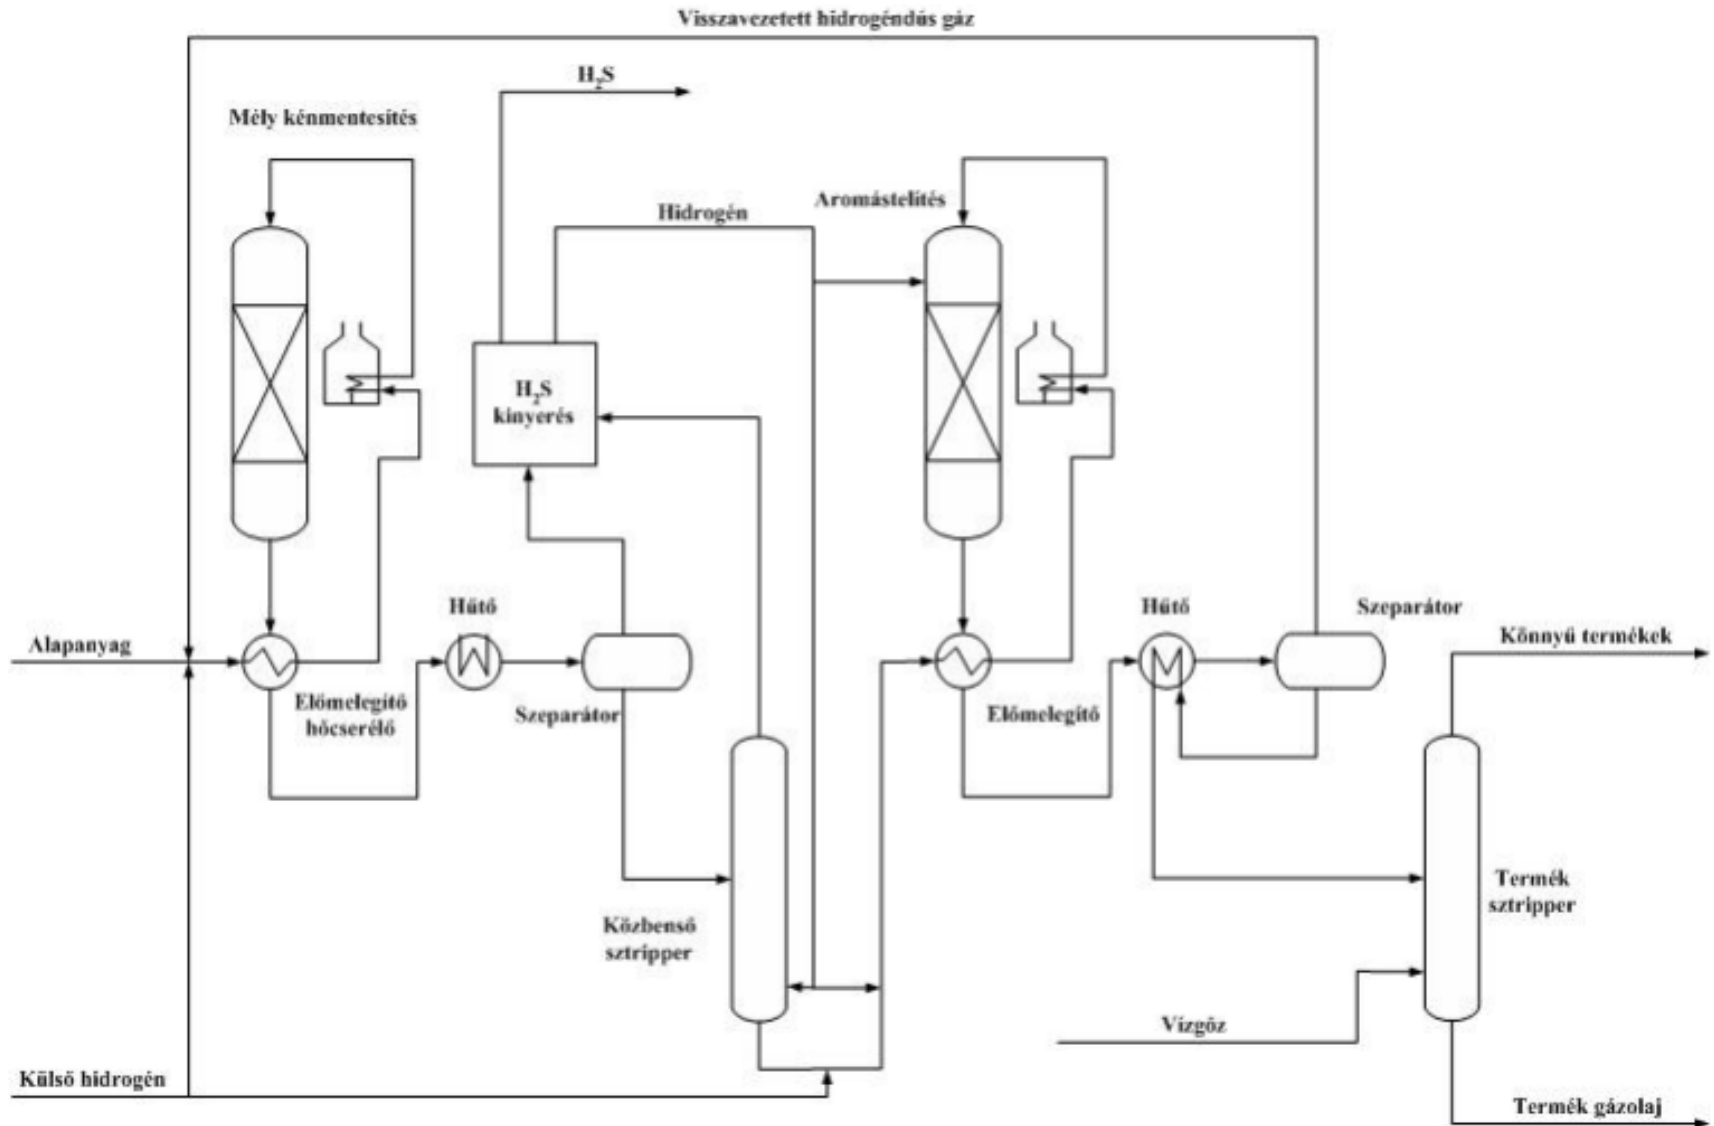 Visszavezetett hidrogéndús gáz
H₂S
Mély kénmentesítés
Aromástelítés
Hidrogén
H₂S
kinyerés
Hűtő
Hűtő
Szeparátor
Alapanyag
Könnyű termékek
Előmelegítő
hőcserélő
Szeparátor
Előmelegítő
Közbenső
sztripper
Termék
sztripper
Vízgőz
Külső hidrogén
Termék gázolaj